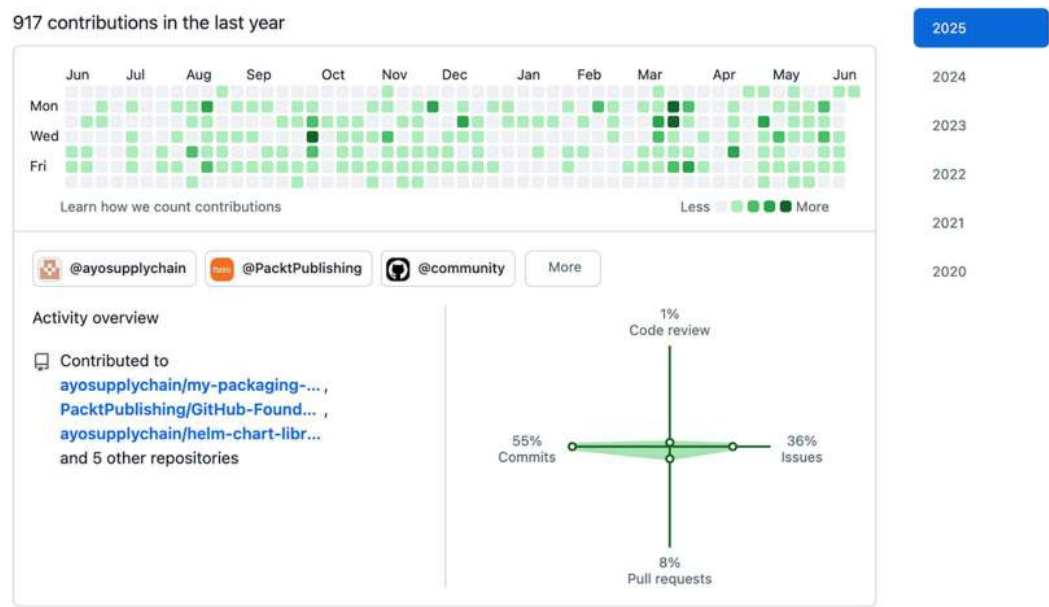 917 contributions in the last year
2025
2024
2023
2022
2021
2020
Jun Jul Aug Sep Oct Nov Dec Jan Feb Mar Apr May Jun
Mon
Wed
Fri
Learn how we count contributions
Less More
@ayosupplychain @PacktPublishing @community More
Activity overview
Contributed to
ayosupplychain/my-packaging-... ,
PacktPublishing/GitHub-Found... ,
ayosupplychain/helm-chart-libr...
and 5 other repositories
1%
Code review
55%
Commits
36%
Issues
8%
Pull requests